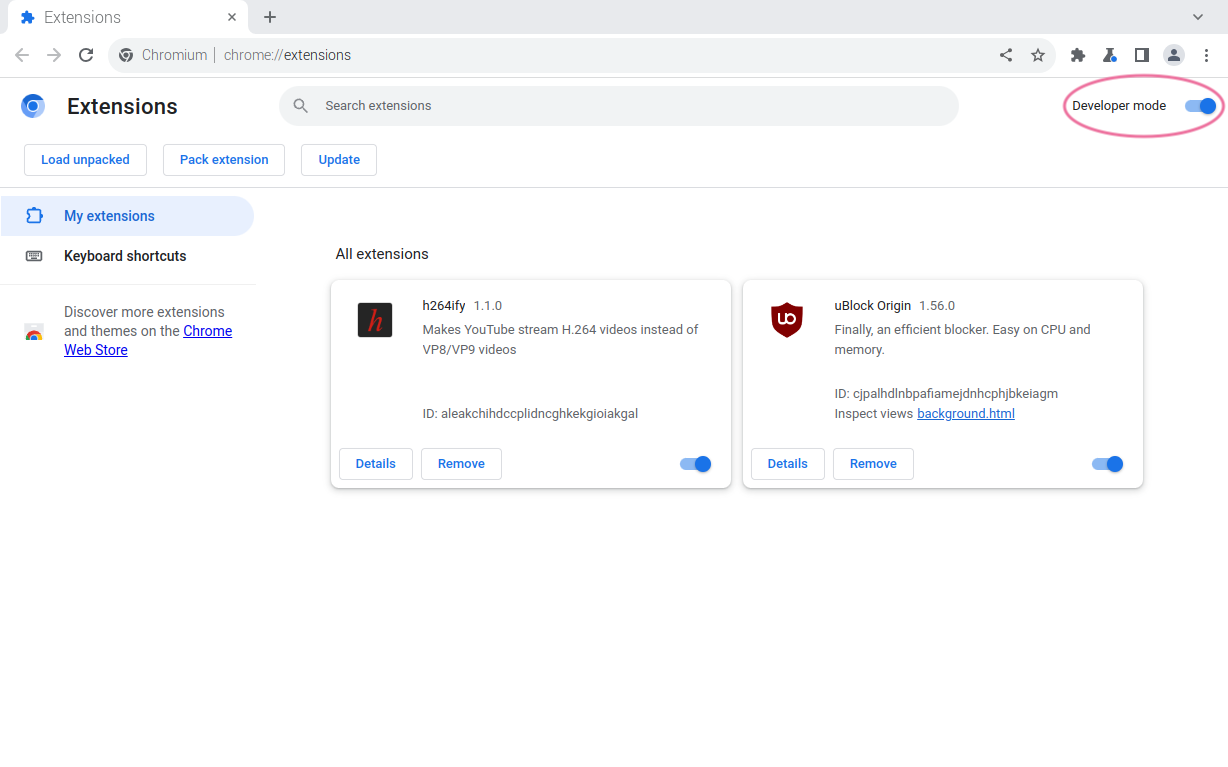 Extensions
Chromium | chrome://extensions
Extensions
Search extensions
Developer mode
Load unpacked
Pack extension
Update
My extensions
Keyboard shortcuts
Discover more extensions
and themes on the Chrome
Web Store
All extensions
h
h264ify 1.1.0
Makes YouTube stream H.264 videos instead of
VP8/VP9 videos
ID: aleakchihdccplidncghkekgioiakgal
Details
Remove
uBlock Origin 1.56.0
Finally, an efficient blocker. Easy on CPU and
memory.
ID: cjpalhdlnbpafiamejdnhcphjbkeiagm
Inspect views background.html
Details
Remove